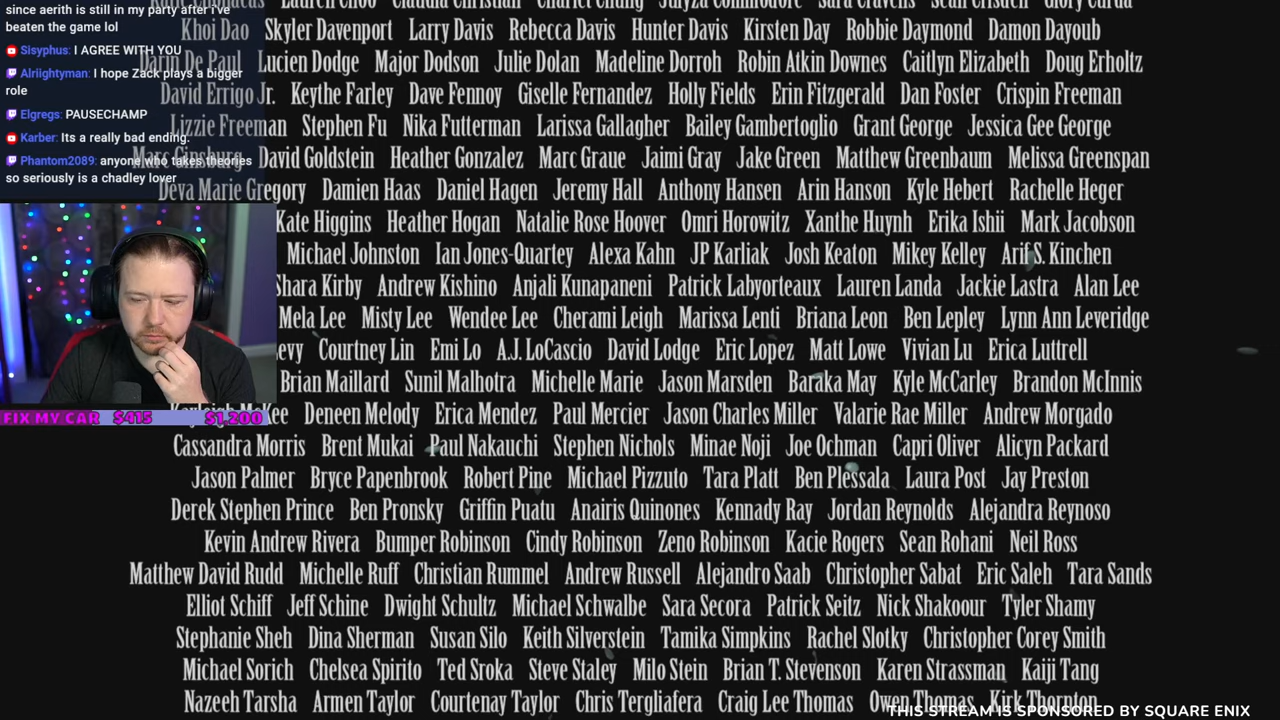 since aerith is still in my party after i've
beaten the game lol
Sisyphus: I AGREE WITH YOU
Alriightyman: I hope Zack plays a bigger
role
Elgregs: PAUSECHAMP
Karber: Its a really bad ending.
Phantom2089: anyone who takes theories
so seriously is a chadley lover
FIX MY CAR $415 $1,200
Khoi Dao Skyler Davenport Larry Davis Rebecca Davis Hunter Davis Kirsten Day Robbie Daymond Damon Dayoub
Darin De Paul Lucien Dodge Major Dodson Julie Dolan Madeline Dorroh Robin Atkin Downes Caitlyn Elizabeth Doug Erholtz
David Errigo Jr. Keythe Farley Dave Fennoy Giselle Fernandez Holly Fields Erin Fitzgerald Dan Foster Crispin Freeman
Lizzie Freeman Stephen Fu Nika Futterman Larissa Gallagher Bailey Gambertoglio Grant George Jessica Gee George
Marc Ginsburg David Goldstein Heather Gonzalez Marc Graue Jaimi Gray Jake Green Matthew Greenbaum Melissa Greenspan
Deva Marie Gregory Damien Haas Daniel Hagen Jeremy Hall Anthony Hansen Arin Hanson Kyle Hebert Rachelle Heger
Kate Higgins Heather Hogan Natalie Rose Hoover Omri Horowitz Xanthe Huynh Erika Ishii Mark Jacobson
Michael Johnston Ian Jones-Quartey Alexa Kahn JP Karliak Josh Keaton Mikey Kelley Arif S. Kinchen
Shara Kirby Andrew Kishino Anjali Kunapaneni Patrick Labyorteaux Lauren Landa Jackie Lastra Alan Lee
Mela Lee Misty Lee Wendee Lee Cherami Leigh Marissa Lenti Briana Leon Ben Lepley Lynn Ann Leveridge
evy Courtney Lin Emi Lo A.J. LoCascio David Lodge Eric Lopez Matt Lowe Vivian Lu Erica Luttrell
Brian Maillard Sunil Malhotra Michelle Marie Jason Marsden Baraka May Kyle McCarley Brandon McInnis
Deneen Melody Erica Mendez Paul Mercier Jason Charles Miller Valarie Rae Miller Andrew Morgado
Cassandra Morris Brent Mukai Paul Nakauchi Stephen Nichols Minae Noji Joe Ochman Capri Oliver Alicyn Packard
Jason Palmer Bryce Papenbrook Robert Pine Michael Pizzuto Tara Platt Ben Plessala Laura Post Jay Preston
Derek Stephen Prince Ben Pronsky Griffin Puatu Anairis Quinones Kennady Ray Jordan Reynolds Alejandra Reynoso
Kevin Andrew Rivera Bumper Robinson Cindy Robinson Zeno Robinson Kacie Rogers Sean Rohani Neil Ross
Matthew David Rudd Michelle Ruff Christian Rummel Andrew Russell Alejandro Saab Christopher Sabat Eric Saleh Tara Sands
Elliot Schiff Jeff Schine Dwight Schultz Michael Schwalbe Sara Secora Patrick Seitz Nick Shakoour Tyler Shamy
Stephanie Sheh Dina Sherman Susan Silo Keith Silverstein Tamika Simpkins Rachel Slotky Christopher Corey Smith
Michael Sorich Chelsea Spirito Ted Sroka Steve Staley Milo Stein Brian T. Stevenson Karen Strassman Kaiji Tang
Nazeeh Tarsha Armen Taylor Courtenay Taylor Chris Tergliafera Craig Lee Thomas Owen Thomas Kirk Thornton
THIS STREAM IS SPONSORED BY SQUARE ENIX